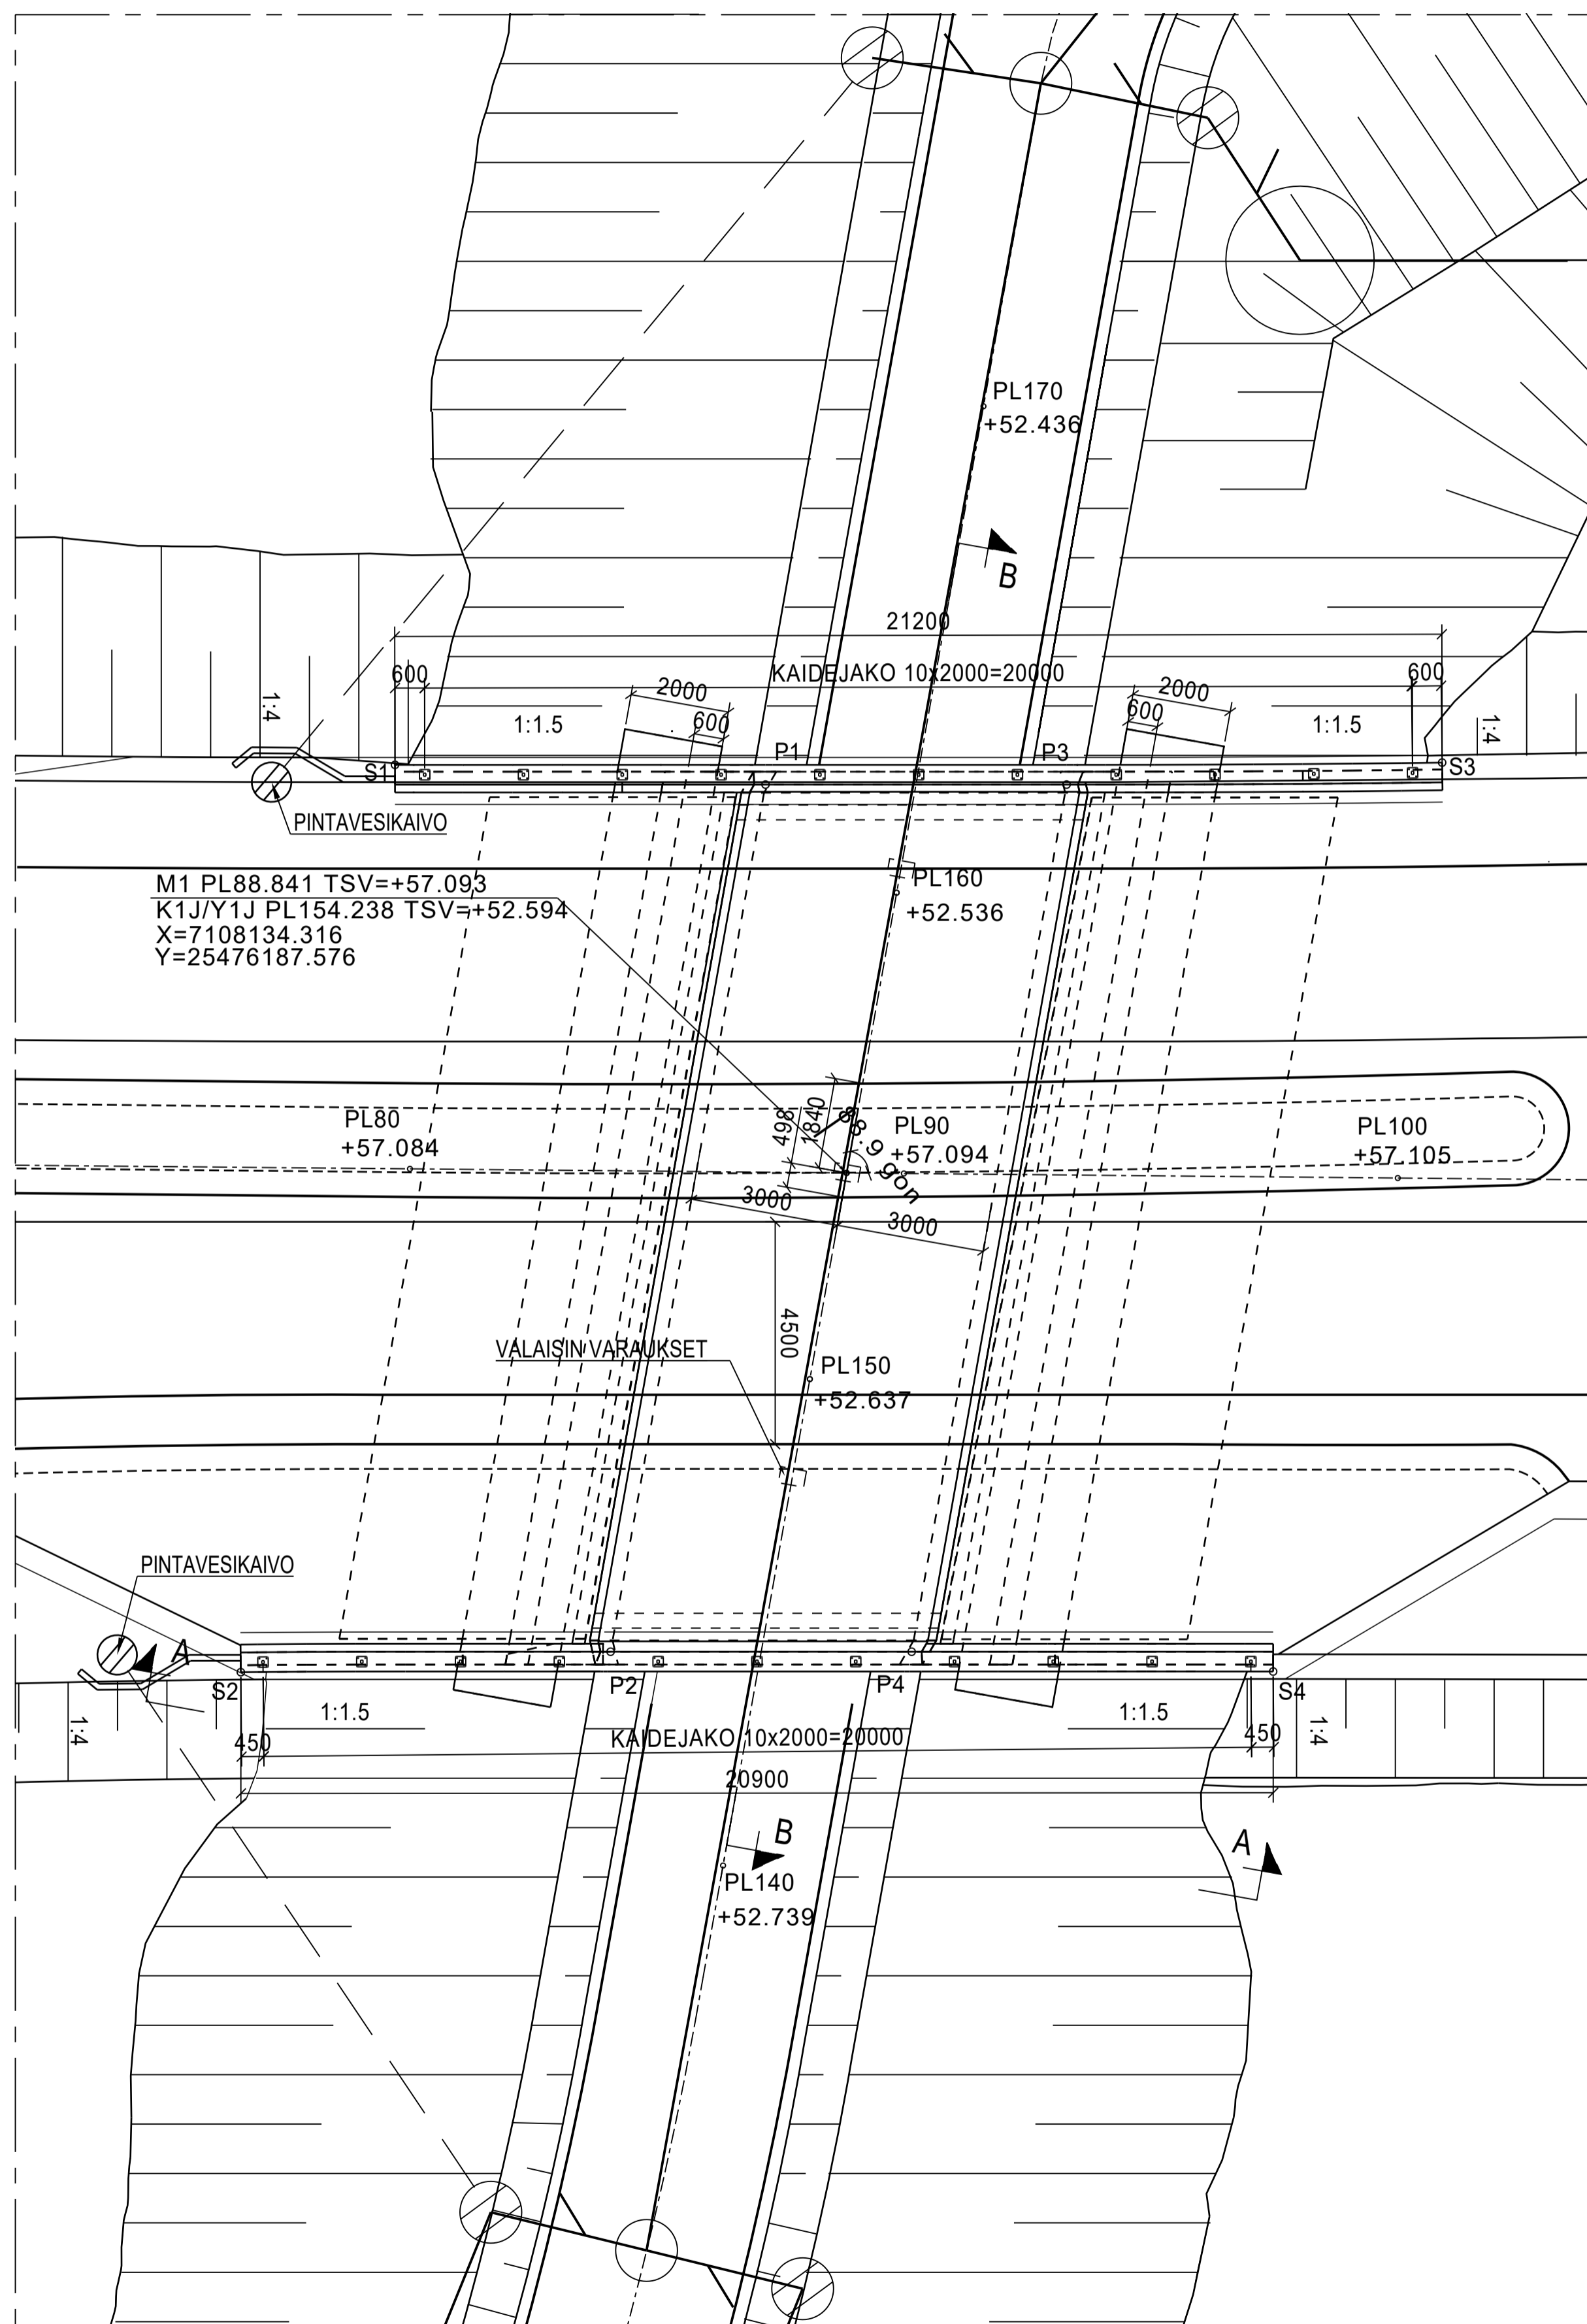 PL170
+52.436
B
21200
600
KAIDEJAKO 10x2000=20000
600
2000
2000
600
600
1:4
1:1.5
1:1.5
1:4
P1
P3
S1
S3
PINTAVESIKAIVO
M1 PL88.841 TSV=+57.093
K1J/Y1J PL154.238 TSV=+52.594
X=7108134.316
Y=25476187.576
PL160
+52.536
498
1840
88.9 gon
PL80
+57.084
PL90
+57.094
PL100
+57.105
3000
3000
4500
VALAISIN VARAUKSET
PL150
+52.637
PINTAVESIKAIVO
A
S2
P2
P4
S4
1:4
1:1.5
1:1.5
1:4
450
KAIDEJAKO 10x2000=20000
450
20900
B
A
PL140
+52.739